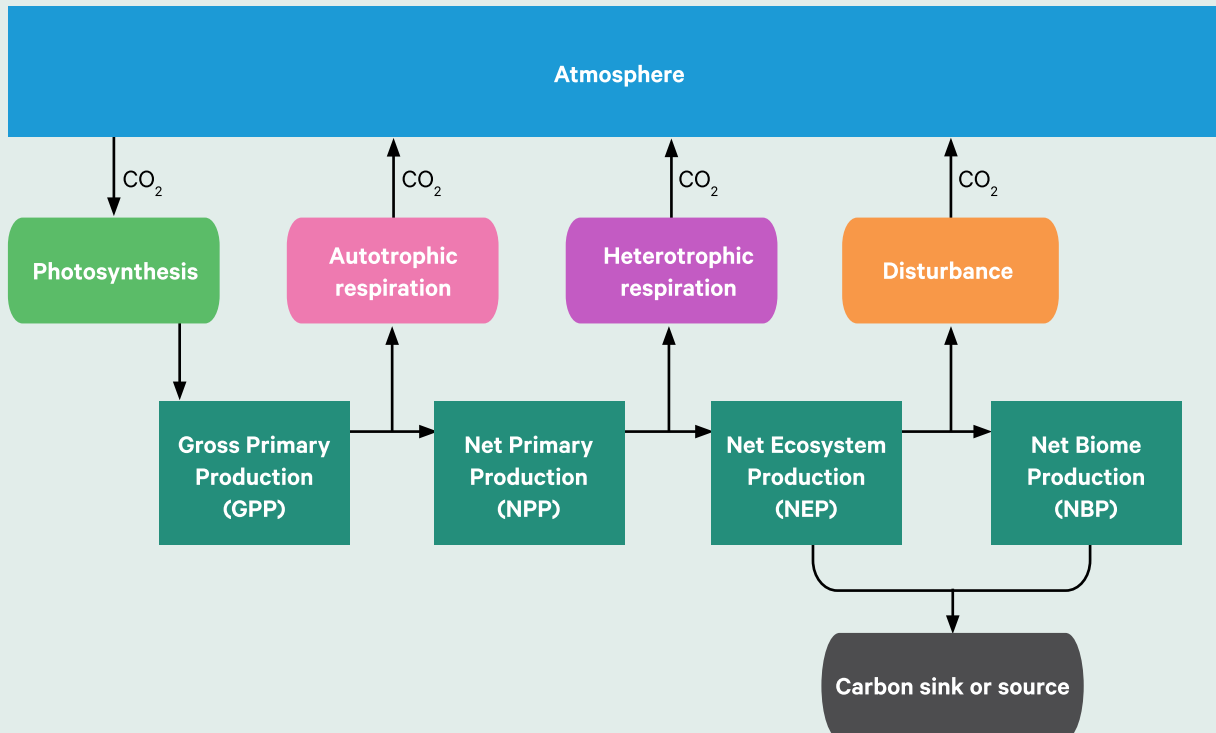 Atmosphere
CO₂
CO₂
CO₂
CO₂
Photosynthesis
Autotrophic
respiration
Heterotrophic
respiration
Disturbance
Gross Primary
Production
(GPP)
Net Primary
Production
(NPP)
Net Ecosystem
Production
(NEP)
Net Biome
Production
(NBP)
Carbon sink or source